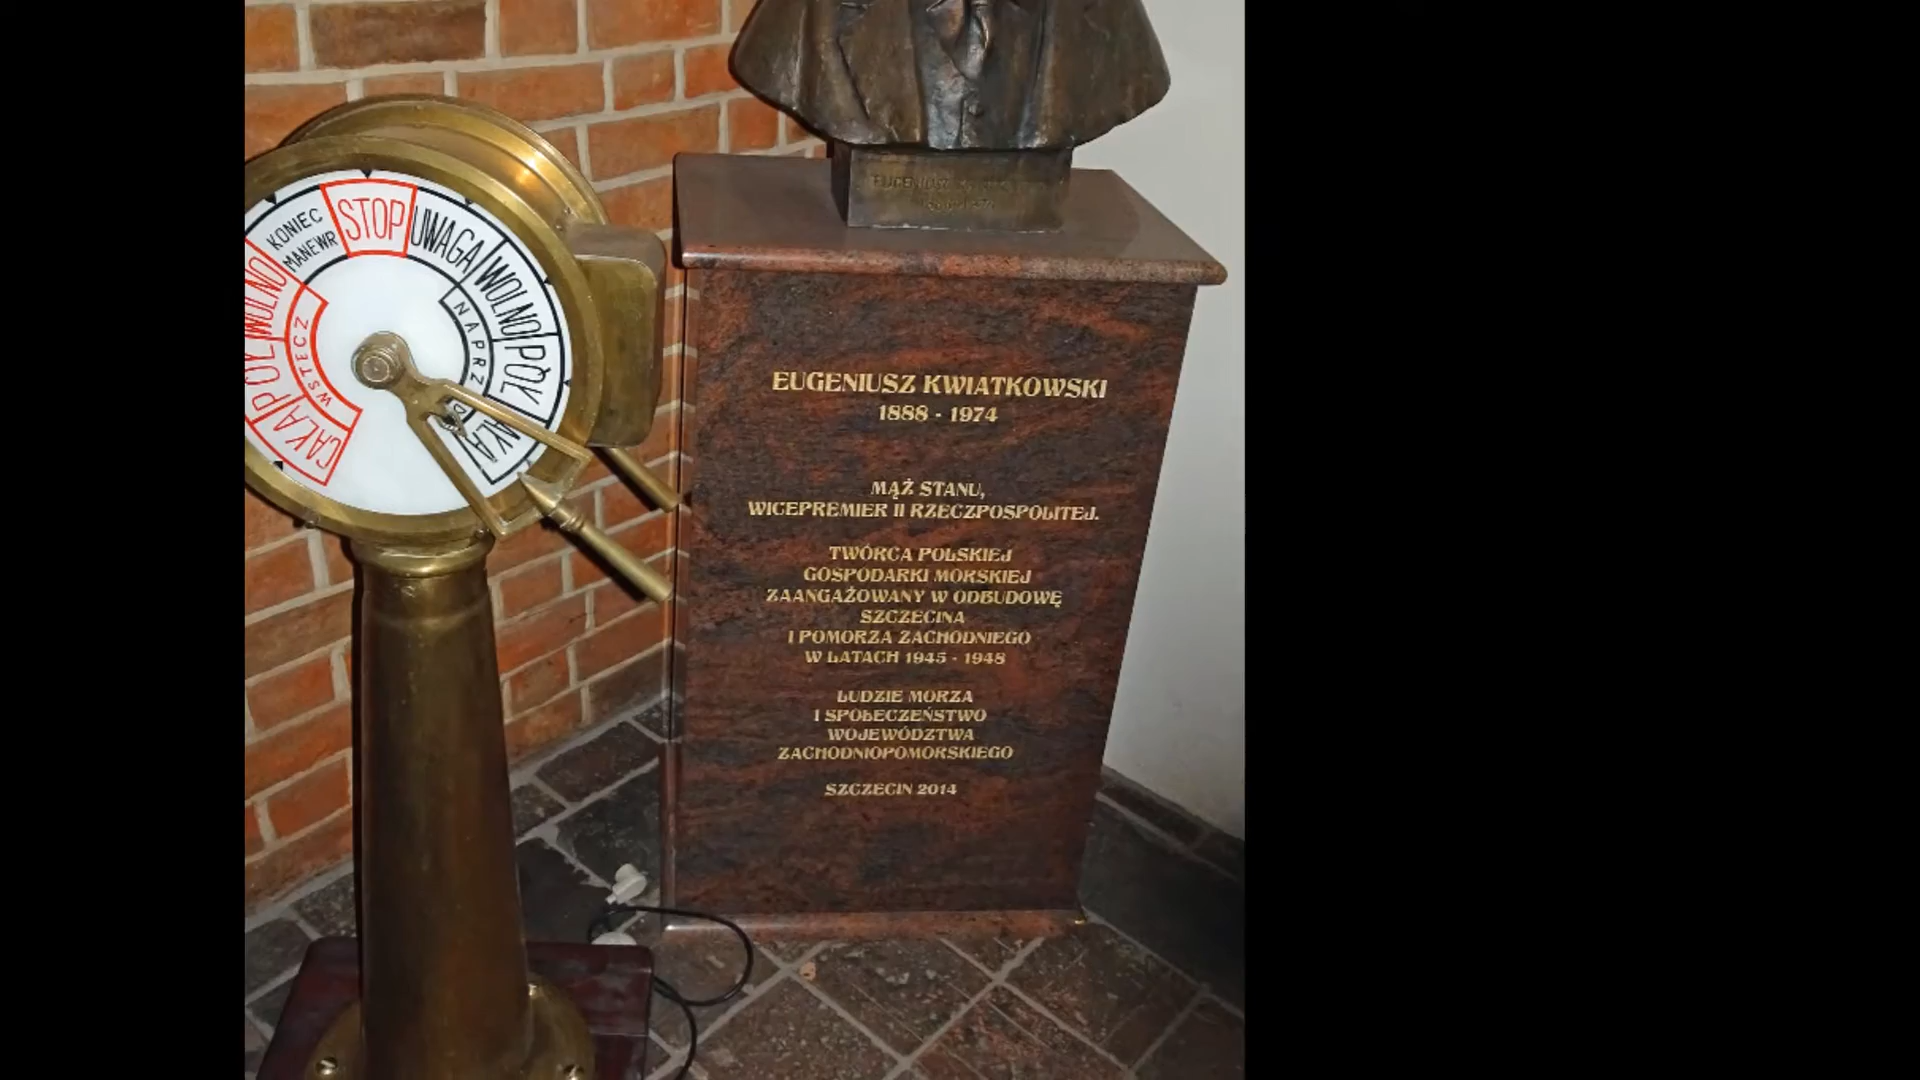 KONIEC
MANEWR
STOP
UWAGA
WOLNO
PÓŁ
WOLNO
PÓŁ
CAŁA
WSTECZ
EUGENIUSZ KWIATKOWSKI
1888 - 1974
MĄŻ STANU,
WICEPREMIER II RZECZPOSPOLITEJ.
TWÓRCA POLSKIEJ
GOSPODARKI MORSKIEJ
ZAANGAŻOWANY W ODBUDOWĘ
SZCZECINA
I POMORZA ZACHODNIEGO
W LATACH 1945 - 1948
LUDZIE MORZA
I SPOŁECZEŃSTWO
WOJEWÓDZTWA
ZACHODNIOPOMORSKIEGO
SZCZECIN 2014